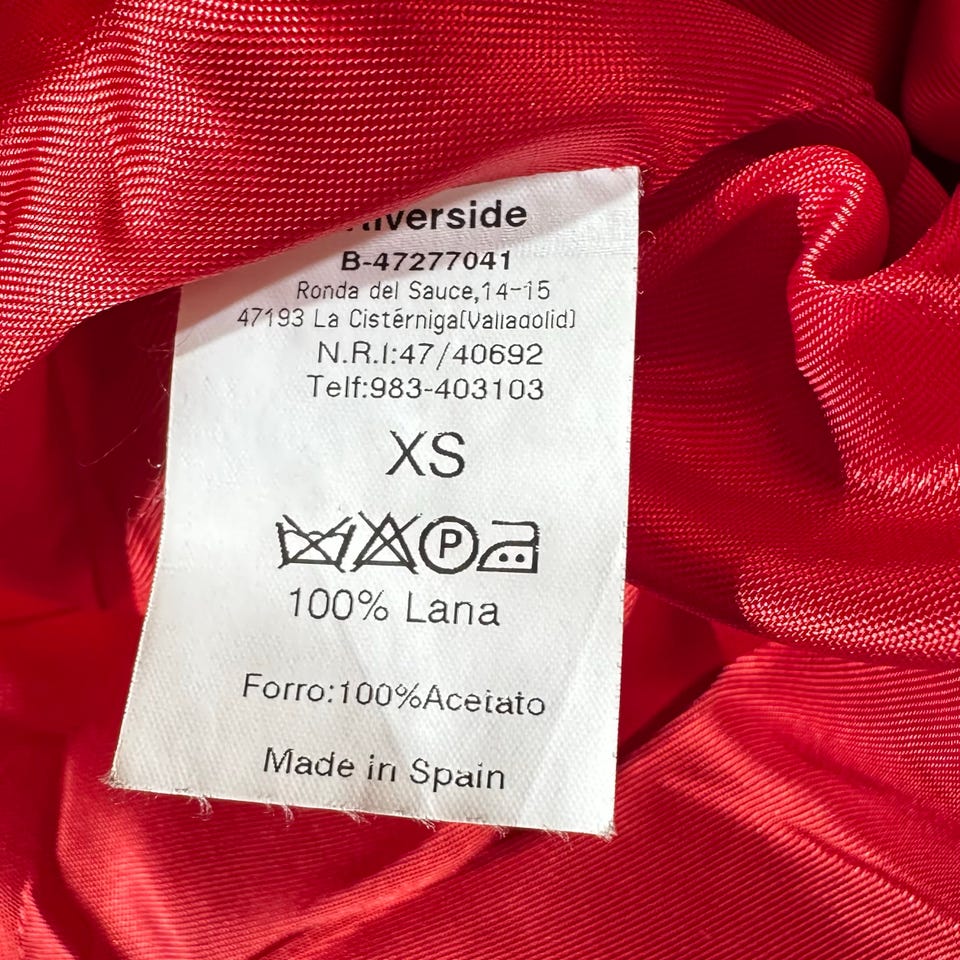 Riverside
B-47277041
Ronda del Sauce,14-15
47193 La Cistérniga(Valladolid)
N.R.I:47/40692
Telf:983-403103
XS
P
100% Lana
Forro:100%Acetato
Made in Spain